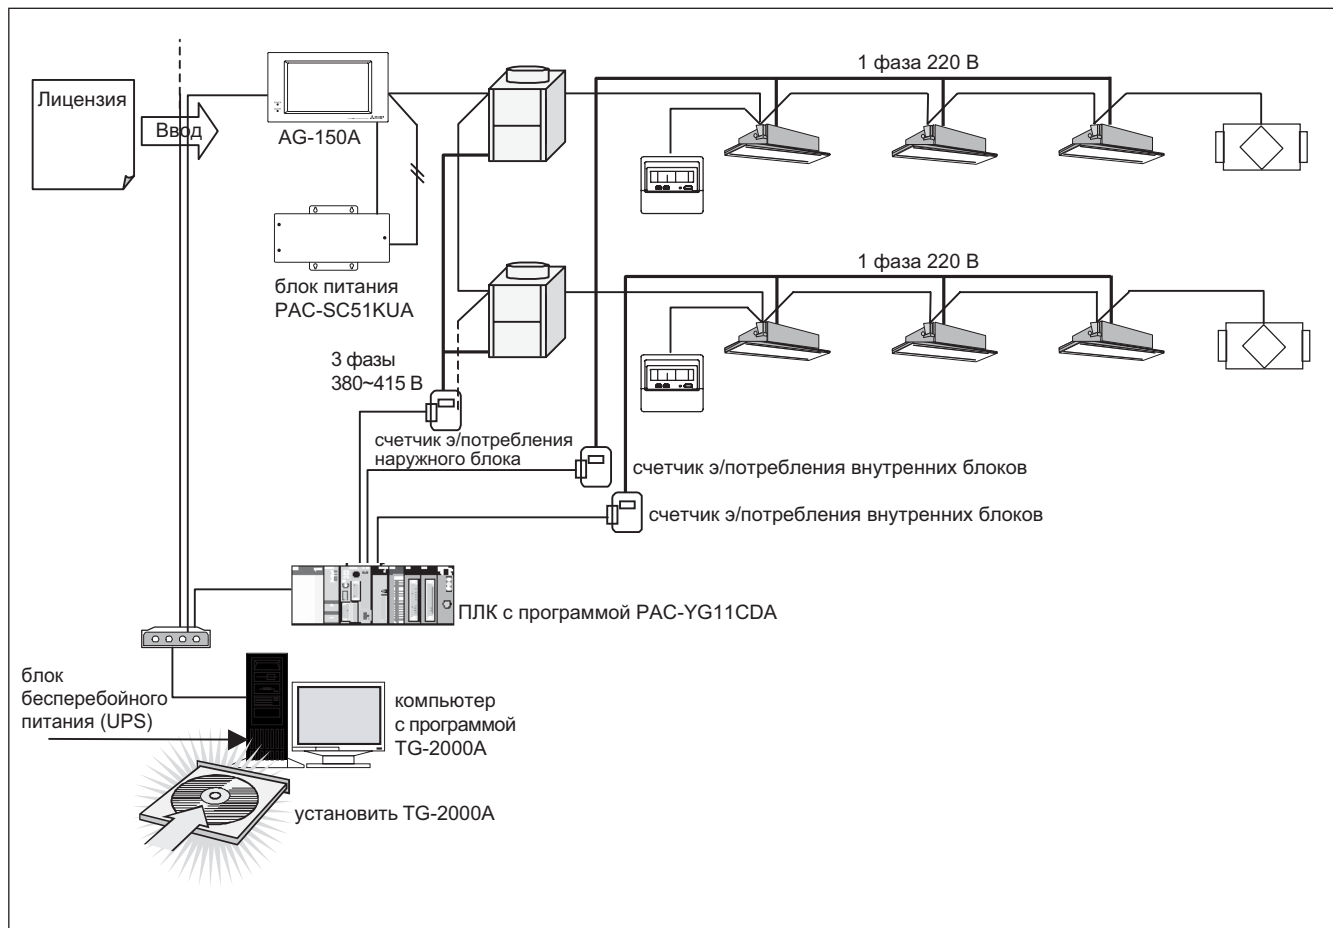 1 фаза 220 В
Лицензия
Ввод
AG-150A
1 фаза 220 В
блок питания
PAC-SC51KUA
3 фазы
380~415 В
счетчик э/потребления
наружного блока
счетчик э/потребления внутренних блоков
счетчик э/потребления внутренних блоков
ПЛК с программой PAC-YG11CDA
блок
бесперебойного
питания (UPS)
компьютер
с программой
TG-2000A
установить TG-2000A